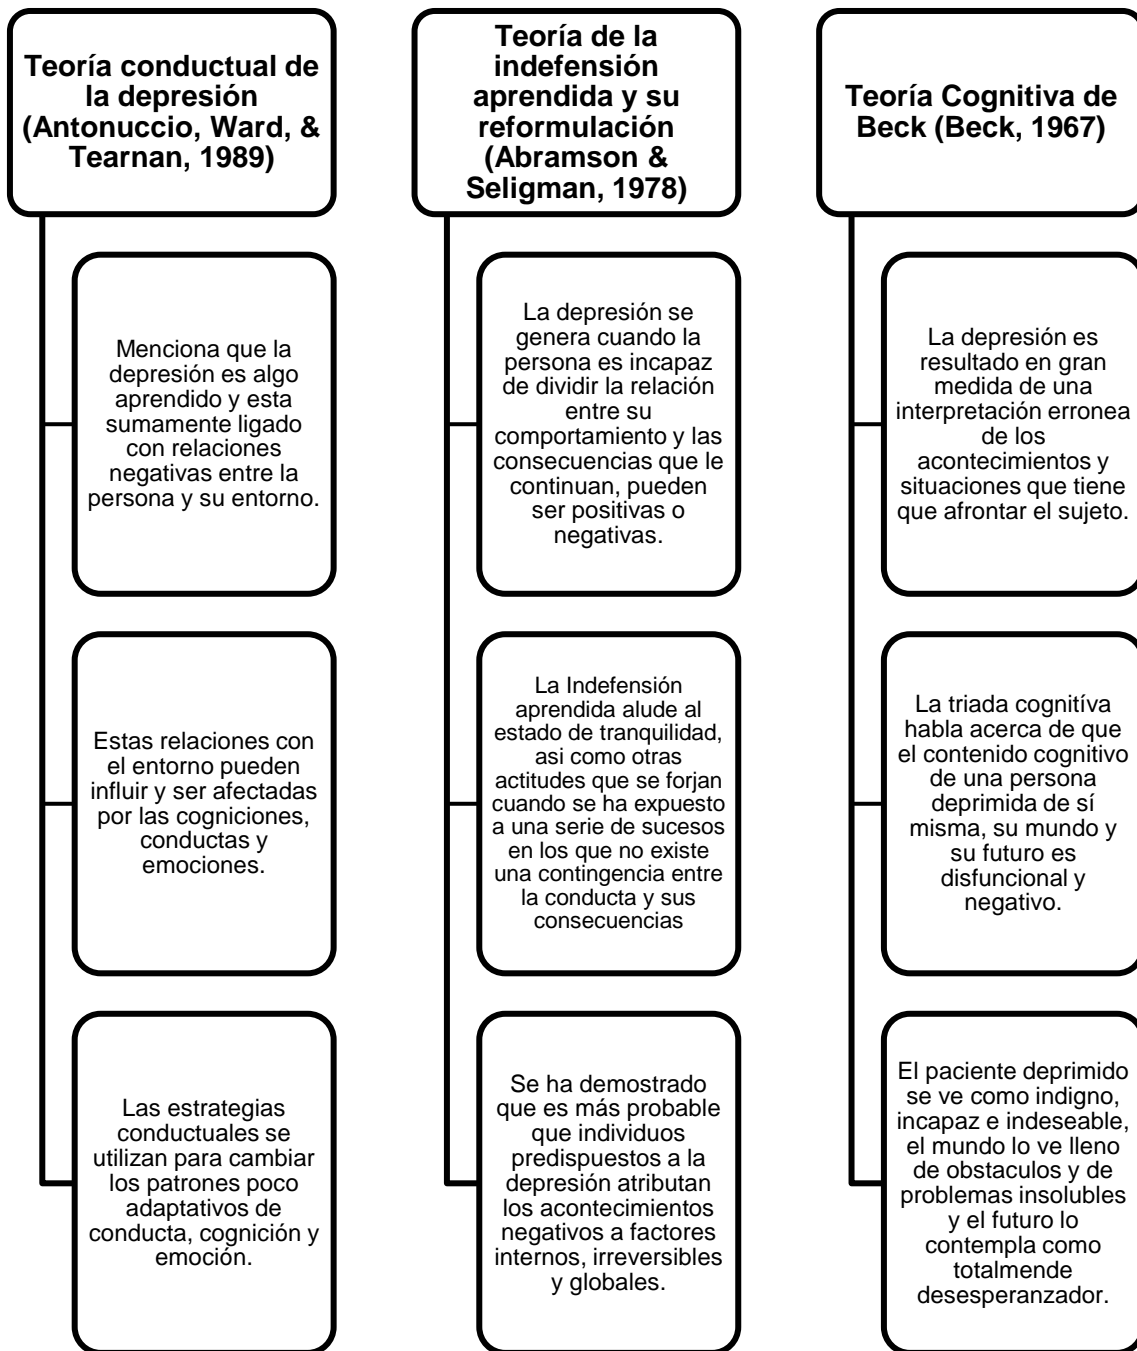 Teoría conductual de
la depresión
(Antonuccio, Ward, &
Tearnan, 1989)
Menciona que la
depresión es algo
aprendido y esta
sumamente ligado
con relaciones
negativas entre la
persona y su entorno.
Estas relaciones con
el entorno pueden
influir y ser afectadas
por las cogniciones,
conductas y
emociones.
Las estrategias
conductuales se
utilizan para cambiar
los patrones poco
adaptativos de
conducta, cognición y
emoción.
Teoría de la
indefensión
aprendida y su
reformulación
(Abramson &
Seligman, 1978)
La depresión se
genera cuando la
persona es incapaz
de dividir la relación
entre su
comportamiento y las
consecuencias que le
continuan, pueden
ser positivas o
negativas.
La Indefensión
aprendida alude al
estado de tranquilidad,
asi como otras
actitudes que se forjan
cuando se ha expuesto
a una serie de sucesos
en los que no existe
una contingencia entre
la conducta y sus
consecuencias
Se ha demostrado
que es más probable
que individuos
predispuestos a la
depresión atributan
los acontecimientos
negativos a factores
internos, irreversibles
y globales.
Teoría Cognitiva de
Beck (Beck, 1967)
La depresión es
resultado en gran
medida de una
interpretación erronea
de los
acontecimientos y
situaciones que tiene
que afrontar el sujeto.
La triada cognitíva
habla acerca de que
el contenido cognitivo
de una persona
deprimida de sí
misma, su mundo y
su futuro es
disfuncional y
negativo.
El paciente deprimido
se ve como indigno,
incapaz e indeseable,
el mundo lo ve lleno
de obstaculos y de
problemas insolubles
y el futuro lo
contempla como
totalmende
desesperanzador.